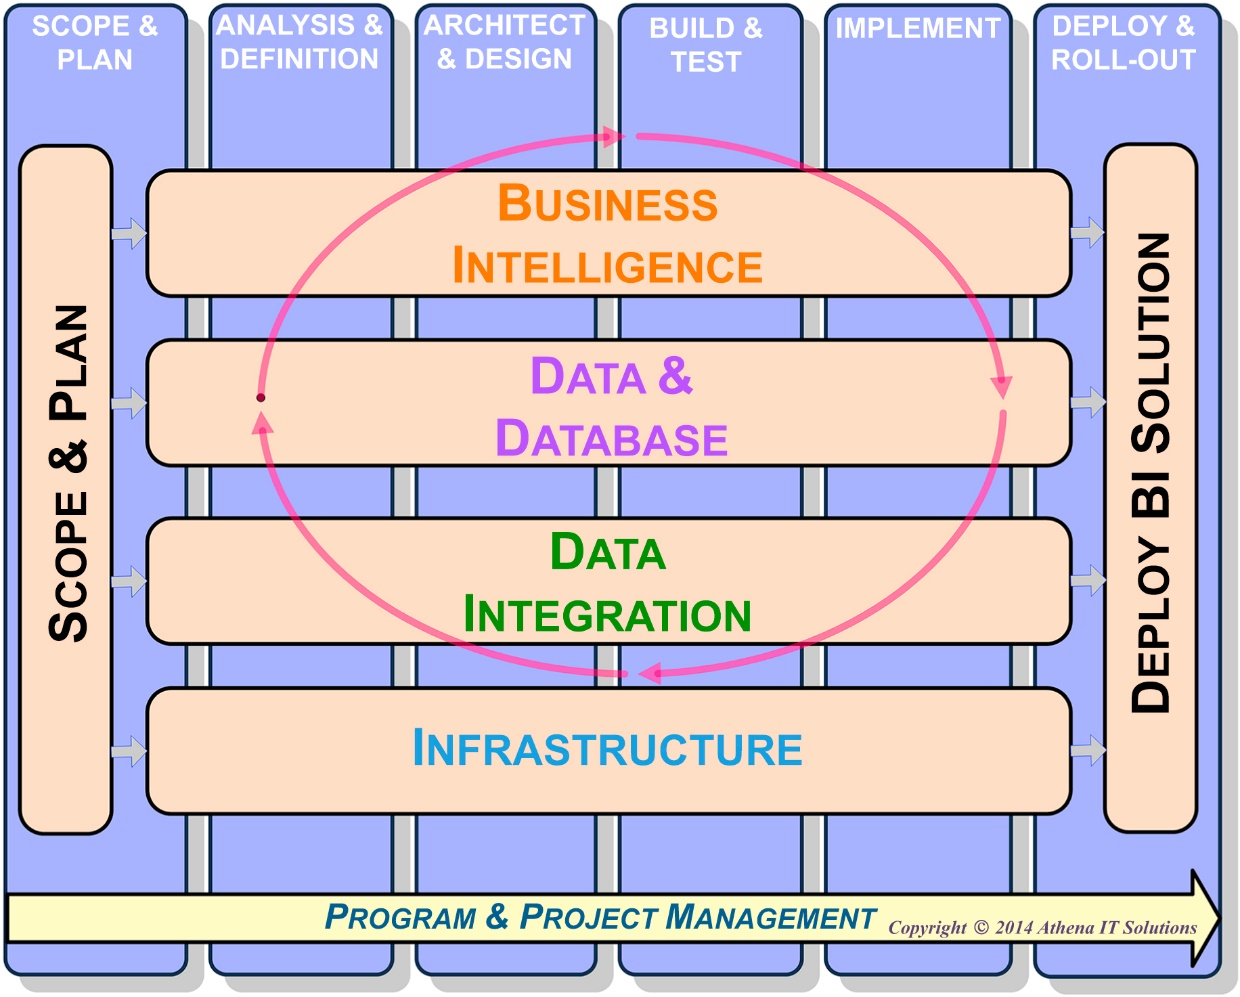 SCOPE &
PLAN
ANALYSIS &
DEFINITION
ARCHITECT
& DESIGN
BUILD &
TEST
IMPLEMENT
DEPLOY &
ROLL-OUT
SCOPE & PLAN
BUSINESS
INTELLIGENCE
DATA &
DATABASE
DATA
INTEGRATION
INFRASTRUCTURE
DEPLOY BI SOLUTION
PROGRAM & PROJECT MANAGEMENT
Copyright © 2014 Athena IT Solutions